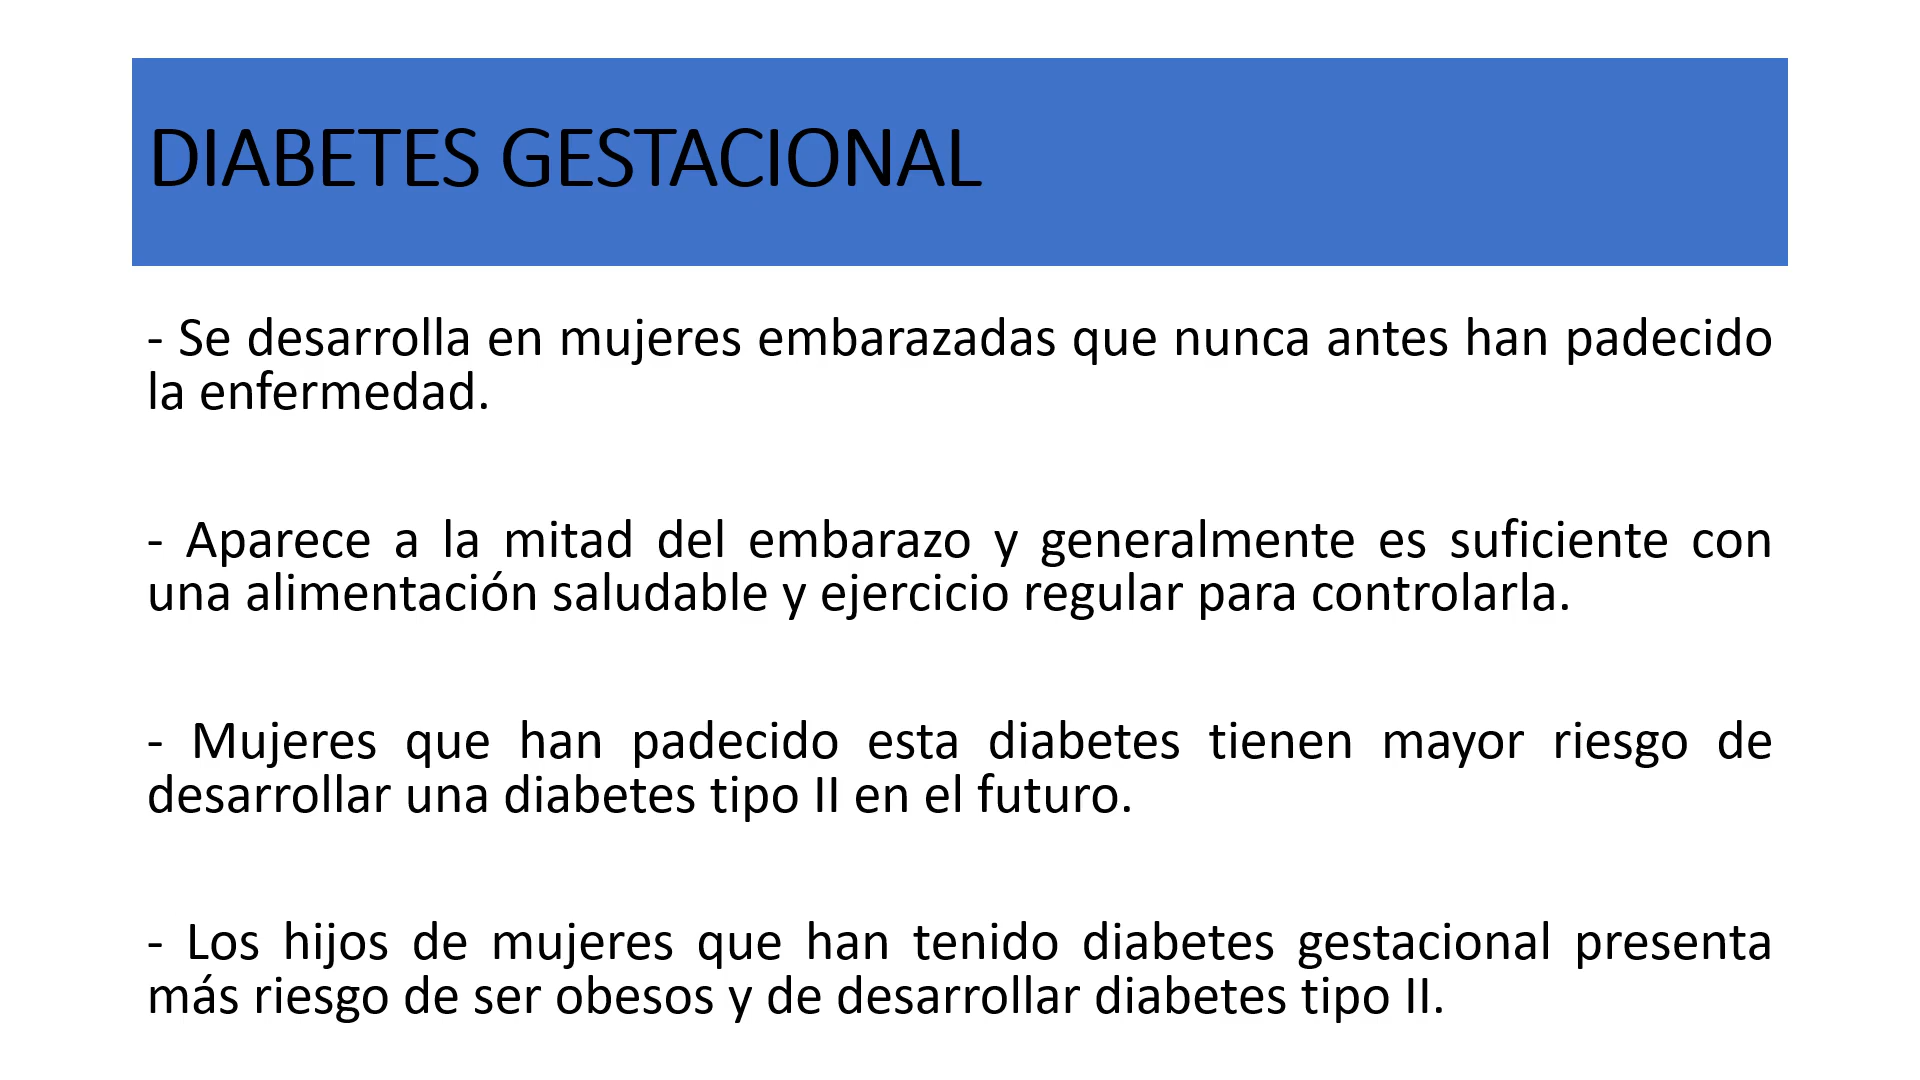 DIABETES GESTACIONAL
- Se desarrolla en mujeres embarazadas que nunca antes han padecido
la enfermedad.
- Aparece a la mitad del embarazo y generalmente es suficiente con
una alimentación saludable y ejercicio regular para controlarla.
- Mujeres que han padecido esta diabetes tienen mayor riesgo de
desarrollar una diabetes tipo II en el futuro.
- Los hijos de mujeres que han tenido diabetes gestacional presenta
más riesgo de ser obesos y de desarrollar diabetes tipo II.